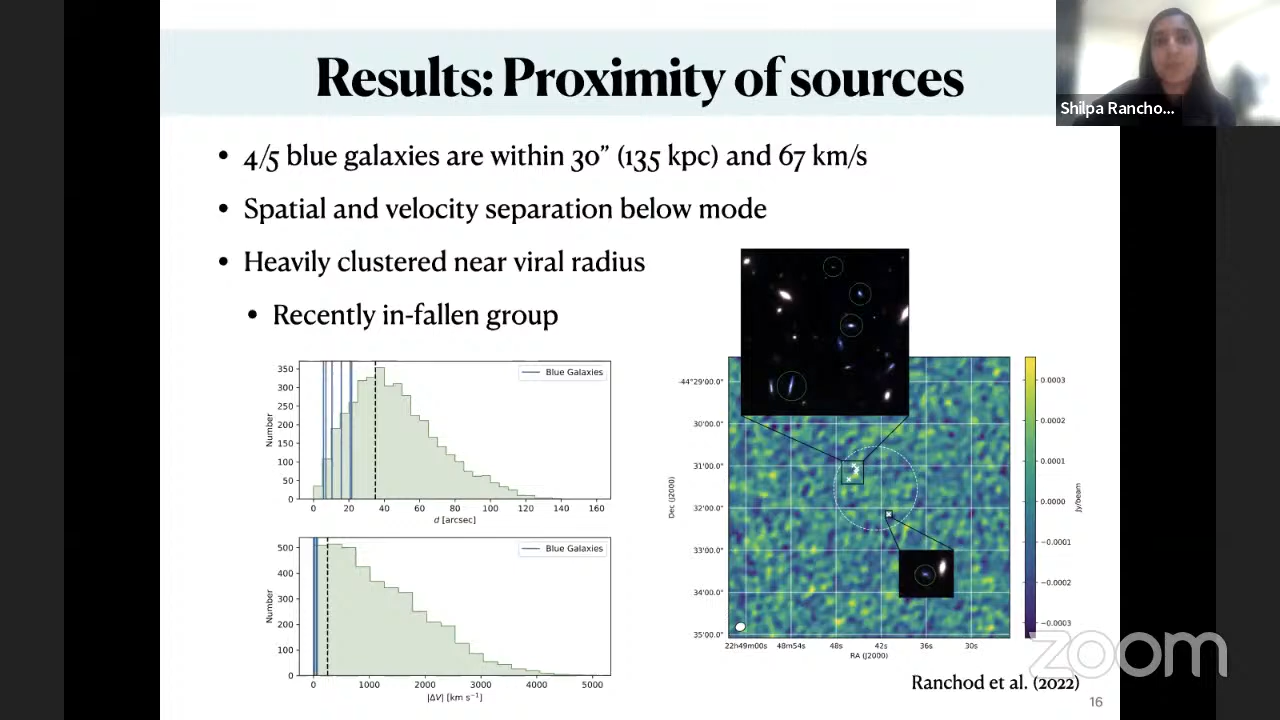 Results: Proximity of sources
Shilpa Rancho...
• 4/5 blue galaxies are within 30” (135 kpc) and 67 km/s
• Spatial and velocity separation below mode
• Heavily clustered near viral radius
• Recently in-fallen group
Blue Galaxies
Number
350
300
250
200
150
100
50
0
0 20 40 60 80 100 120 140 160
d [arcsec]
Blue Galaxies
Number
500
400
300
200
100
0
0 1000 2000 3000 4000 5000
|ΔV| [km s⁻¹]
Dec (J2000)
-44°29'00.0"
30'00.0"
31'00.0"
32'00.0"
33'00.0"
34'00.0"
35'00.0"
22h49m00s 48m54s 48s 42s 36s 30s
RA (J2000)
0.0003
0.0002
0.0001
0.0000
−0.0001
−0.0002
−0.0003
Jy/beam
zoom
Ranchod et al. (2022)
16